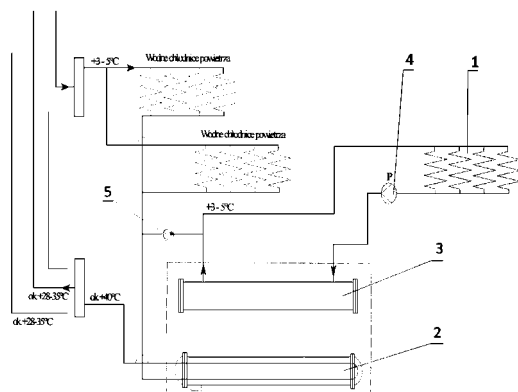 4
1
Wodne chłodnice powietrza
+3 - 5°C
Wodne chłodnice powietrza
P
5
+3 - 5°C
3
ok +28-35°C
ok +40°C
ok +28-35°C
2